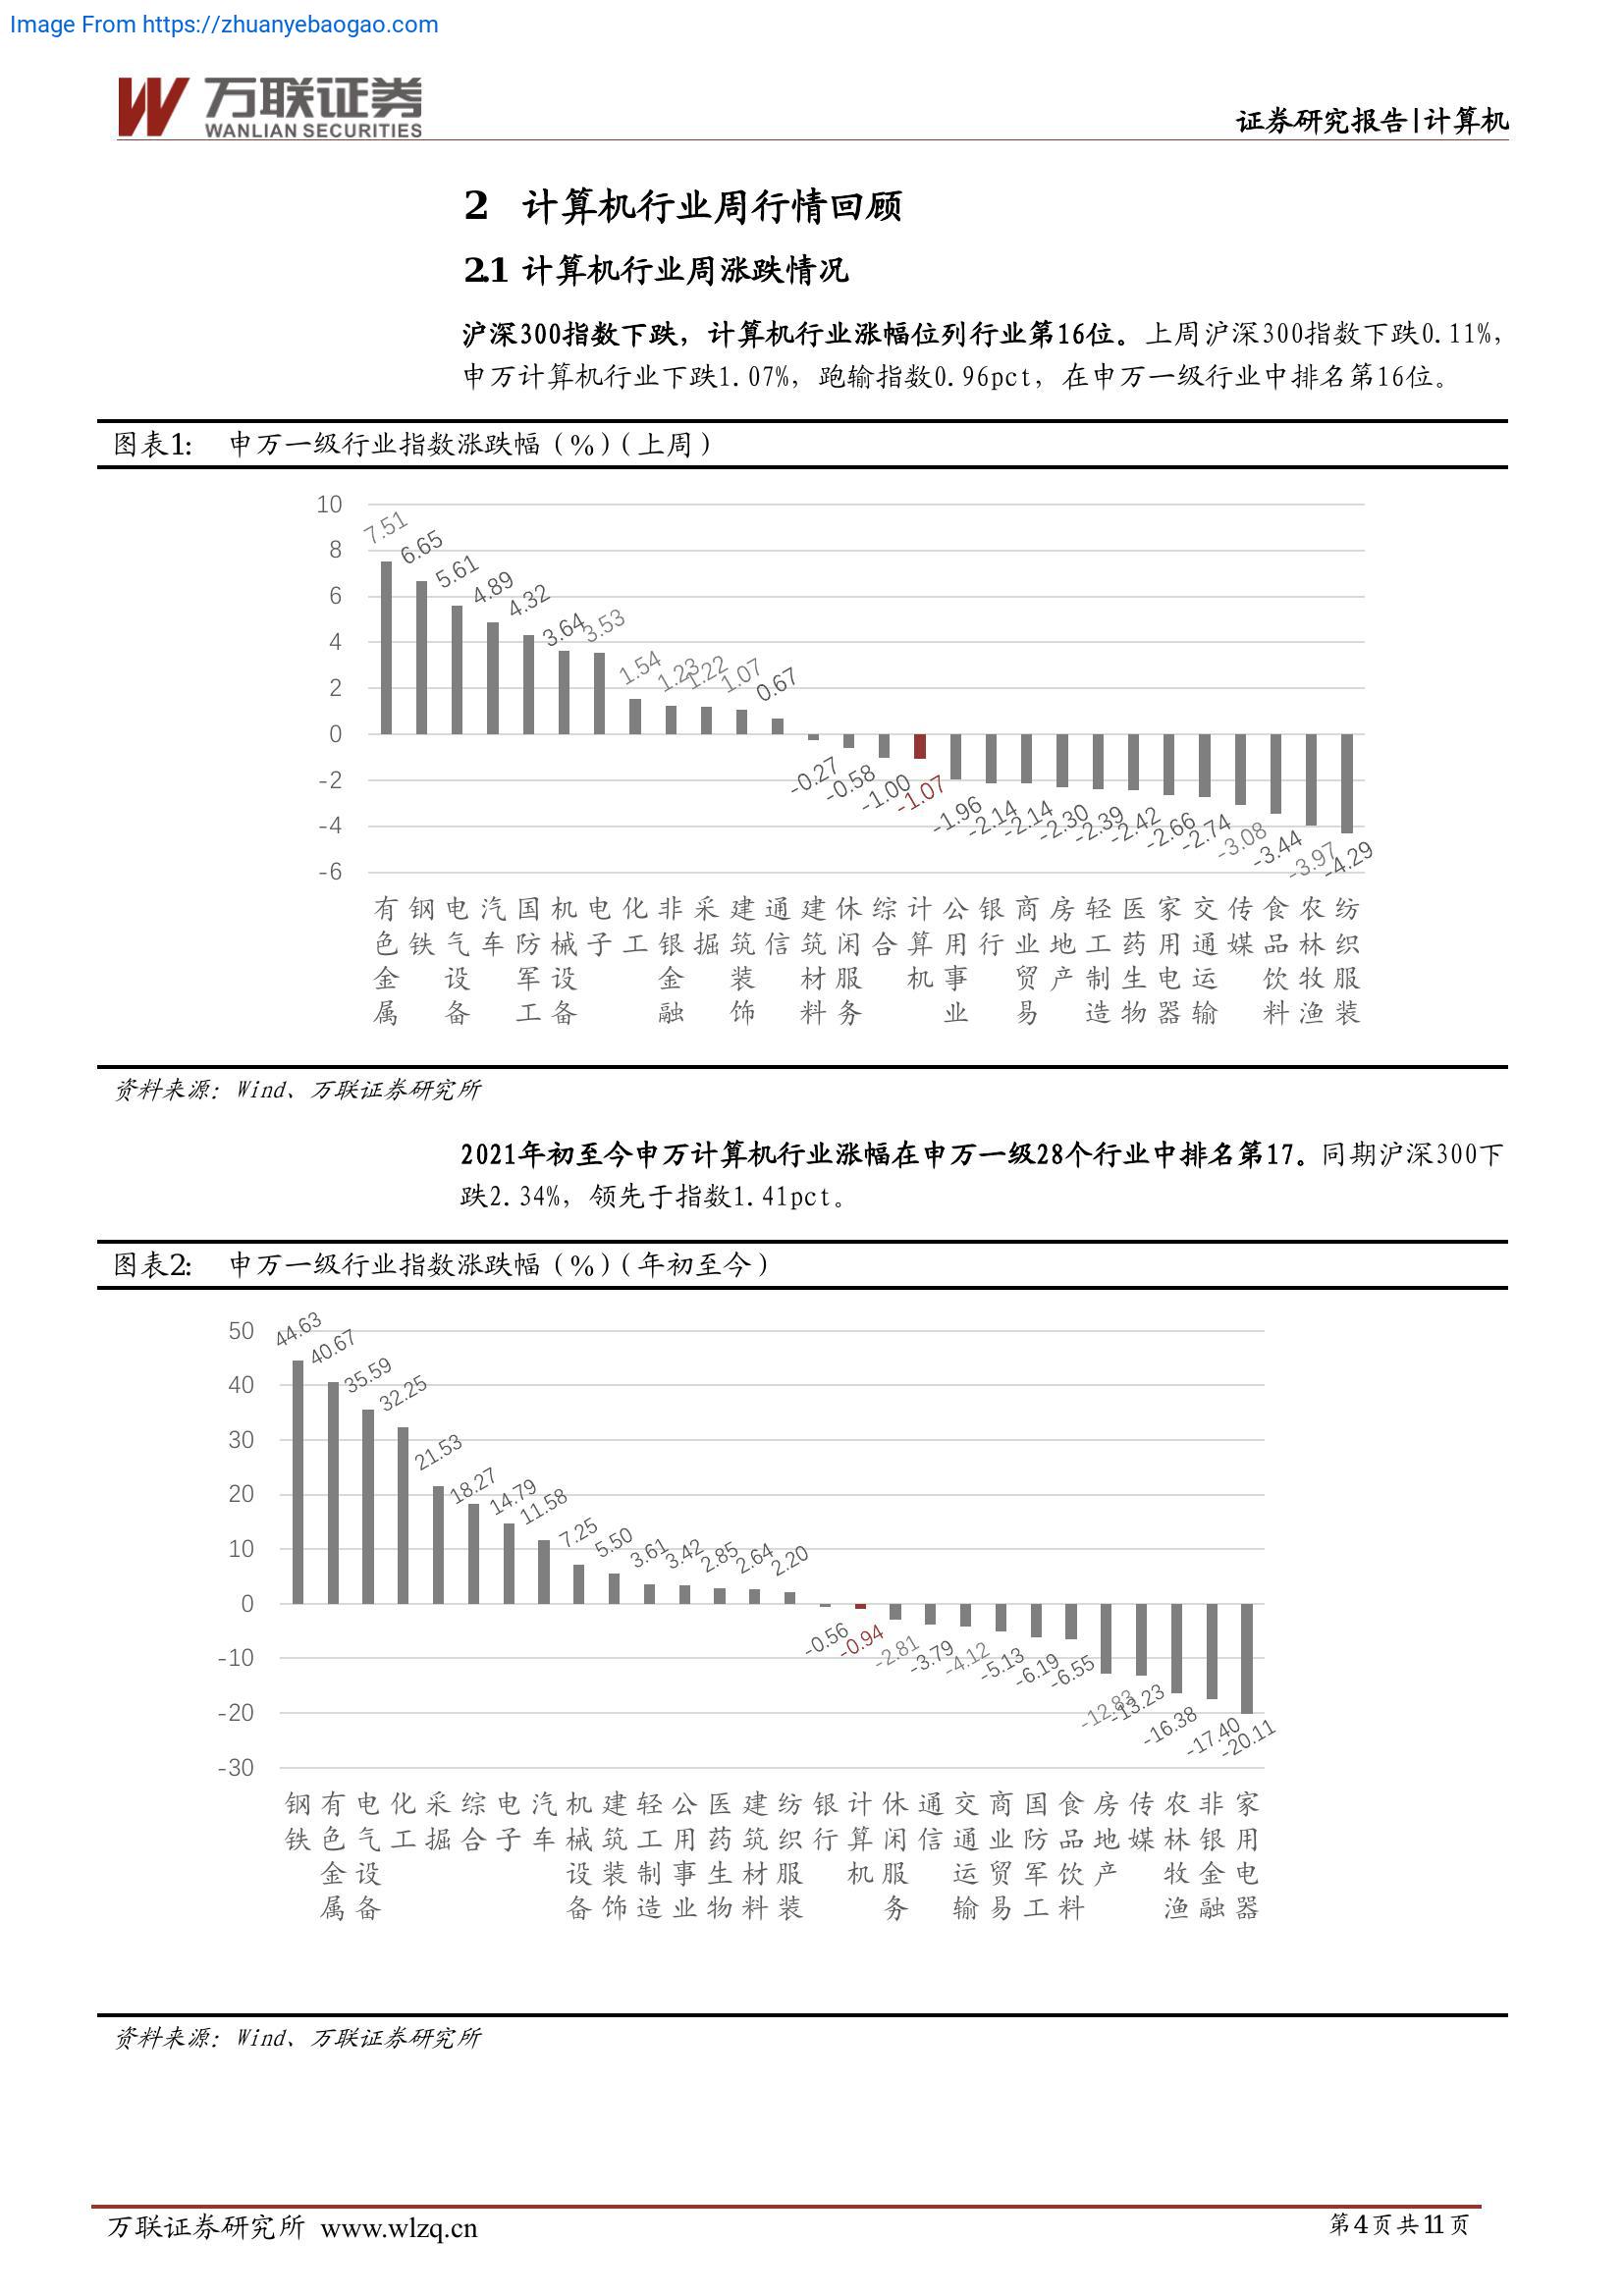 Image From https://zhuanyebaogao.com
万联证券
WANLIAN SECURITIES
证券研究报告|计算机
2 计算机行业周行情回顾
2.1 计算机行业周涨跌情况
沪深300指数下跌，计算机行业涨幅位列行业第16位。上周沪深300指数下跌0.11%，
申万计算机行业下跌1.07%，跑输指数0.96pct，在申万一级行业中排名第16位。
图表1: 申万一级行业指数涨跌幅（%）（上周）
10
8
6
4
2
0
-2
-4
-6
7.51
6.65
5.61
4.89
4.32
3.64
3.53
1.54
1.23
1.22
1.07
0.67
-0.27
-0.58
-1.00
-1.07
-1.96
-2.14
-2.14
-2.30
-2.39
-2.42
-2.66
-2.74
-3.08
-3.44
-3.97
-4.29
有色金属
钢铁
电气设备
汽车
国防军工
机械设备
电子
化工
非银金融
采掘
建筑装饰
通信
建筑材料
休闲服务
综合
计算机
公用事业
银行
商业贸易
房地产
轻工制造
医药生物
家用电器
交通运输
传媒
食品饮料
农林牧渔
纺织服装
资料来源：Wind、万联证券研究所
2021年初至今申万计算机行业涨幅在申万一级28个行业中排名第17。同期沪深300下
跌2.34%，领先于指数1.41pct。
图表2: 申万一级行业指数涨跌幅（%）（年初至今）
50
40
30
20
10
0
-10
-20
-30
44.63
40.67
35.59
32.25
21.53
18.27
14.79
11.58
7.25
5.50
3.61
3.42
2.85
2.64
2.20
-0.56
-0.94
-2.81
-3.79
-4.12
-5.13
-6.19
-6.55
-12.83
-13.23
-16.38
-17.40
-20.11
钢铁
有色金属
电气设备
化工
采掘
综合
电子
汽车
机械设备
建筑装饰
轻工制造
公用事业
医药生物
建筑材料
纺织服装
银行
计算机
休闲服务
通信
交通运输
商业贸易
国防军工
食品饮料
房地产
传媒
农林牧渔
非银金融
家用电器
资料来源：Wind、万联证券研究所
万联证券研究所 www.wlzq.cn
第4页共11页